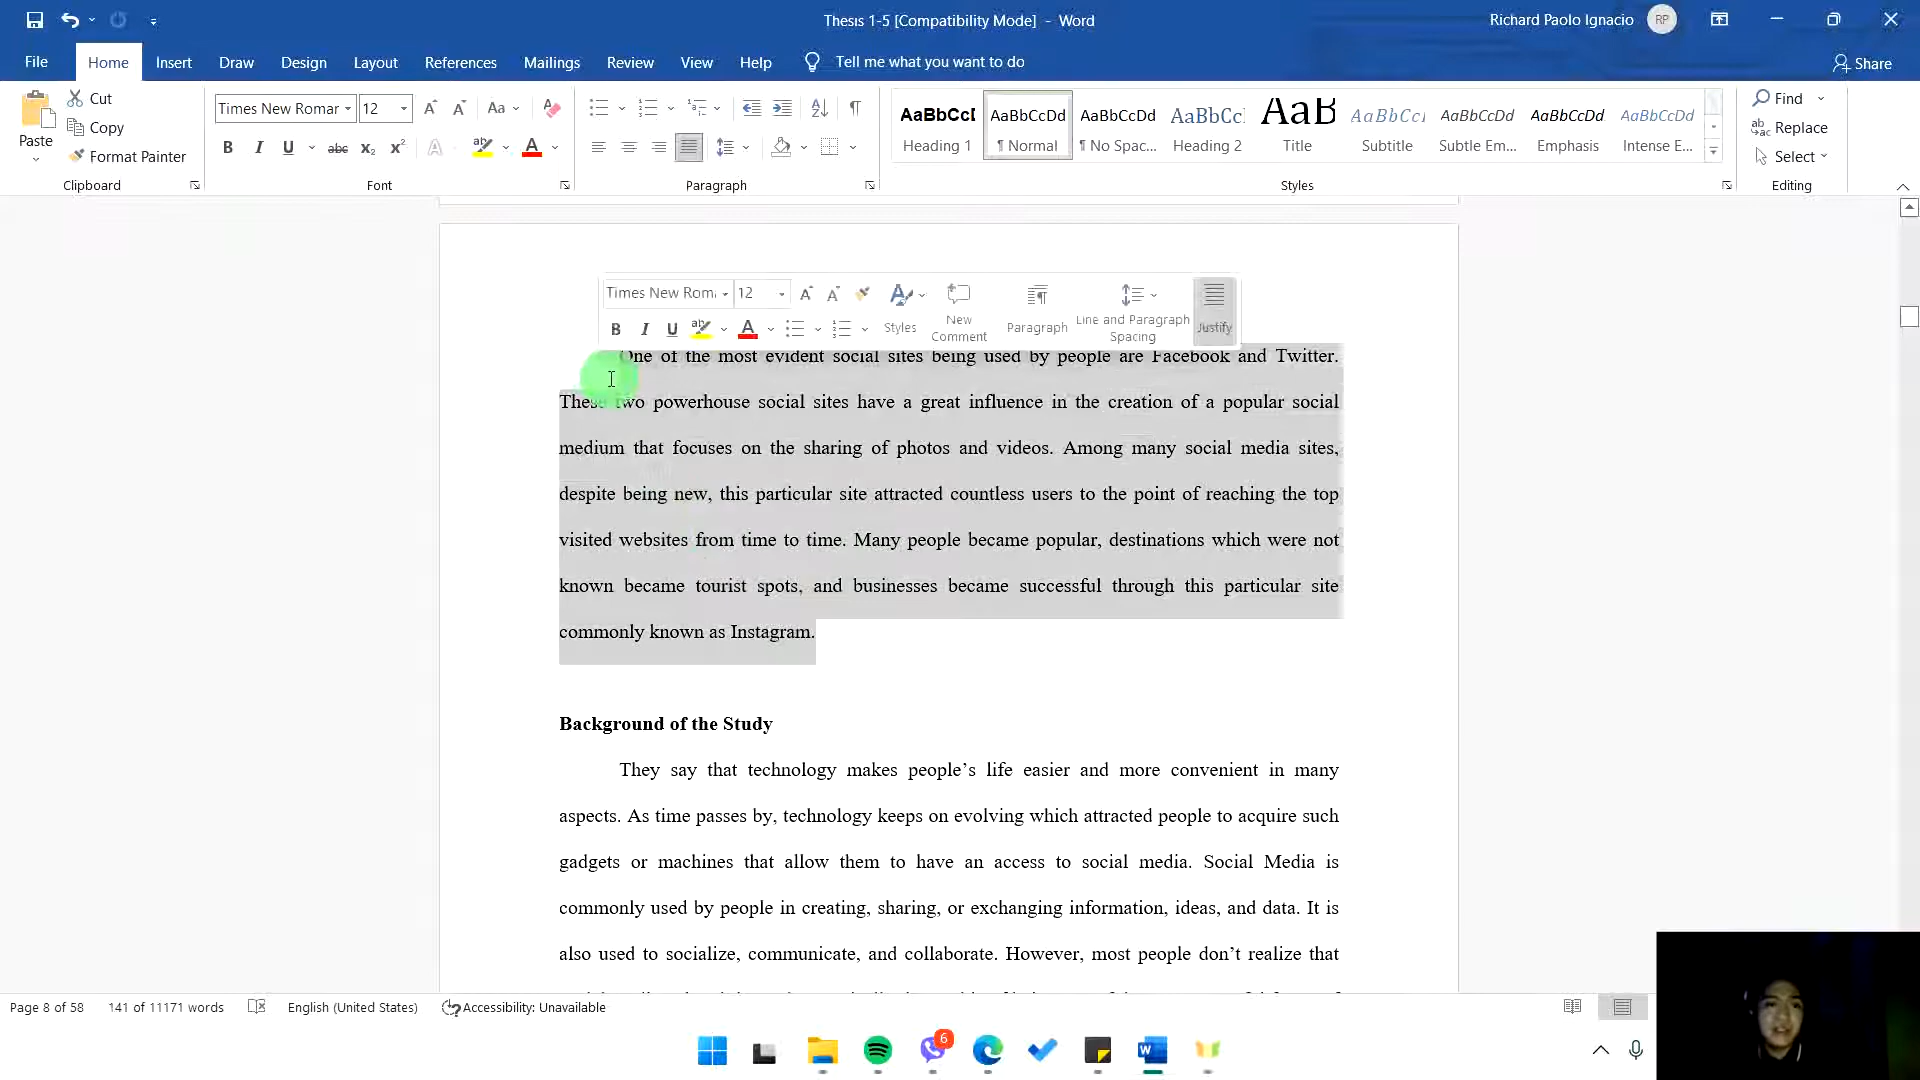 Thesis 1-5 [Compatibility Mode] - Word
Richard Paolo Ignacio
RP
File
Home
Insert
Draw
Design
Layout
References
Mailings
Review
View
Help
Tell me what you want to do
Share
Paste
Cut
Copy
Format Painter
Clipboard
Times New Romar
12
Aa
B
I
U
abc
x₂
x²
Font
Paragraph
AaBbCcI
Heading 1
AaBbCcDd
¶ Normal
AaBbCcDd
¶ No Spac...
AaBbCc
Heading 2
AaB
Title
AaBbCc
Subtitle
AaBbCcDd
Subtle Em...
AaBbCcDd
Emphasis
AaBbCcDd
Intense E...
Styles
Find
Replace
Select
Editing
Times New Rom
12
B
I
U
Styles
New
Comment
Paragraph
Line and Paragraph
Spacing
Justify
One of the most evident social sites being used by people are Facebook and Twitter.
These two powerhouse social sites have a great influence in the creation of a popular social
medium that focuses on the sharing of photos and videos. Among many social media sites,
despite being new, this particular site attracted countless users to the point of reaching the top
visited websites from time to time. Many people became popular, destinations which were not
known became tourist spots, and businesses became successful through this particular site
commonly known as Instagram.
Background of the Study
They say that technology makes people’s life easier and more convenient in many
aspects. As time passes by, technology keeps on evolving which attracted people to acquire such
gadgets or machines that allow them to have an access to social media. Social Media is
commonly used by people in creating, sharing, or exchanging information, ideas, and data. It is
also used to socialize, communicate, and collaborate. However, most people don’t realize that
Page 8 of 58
141 of 11171 words
English (United States)
Accessibility: Unavailable
6